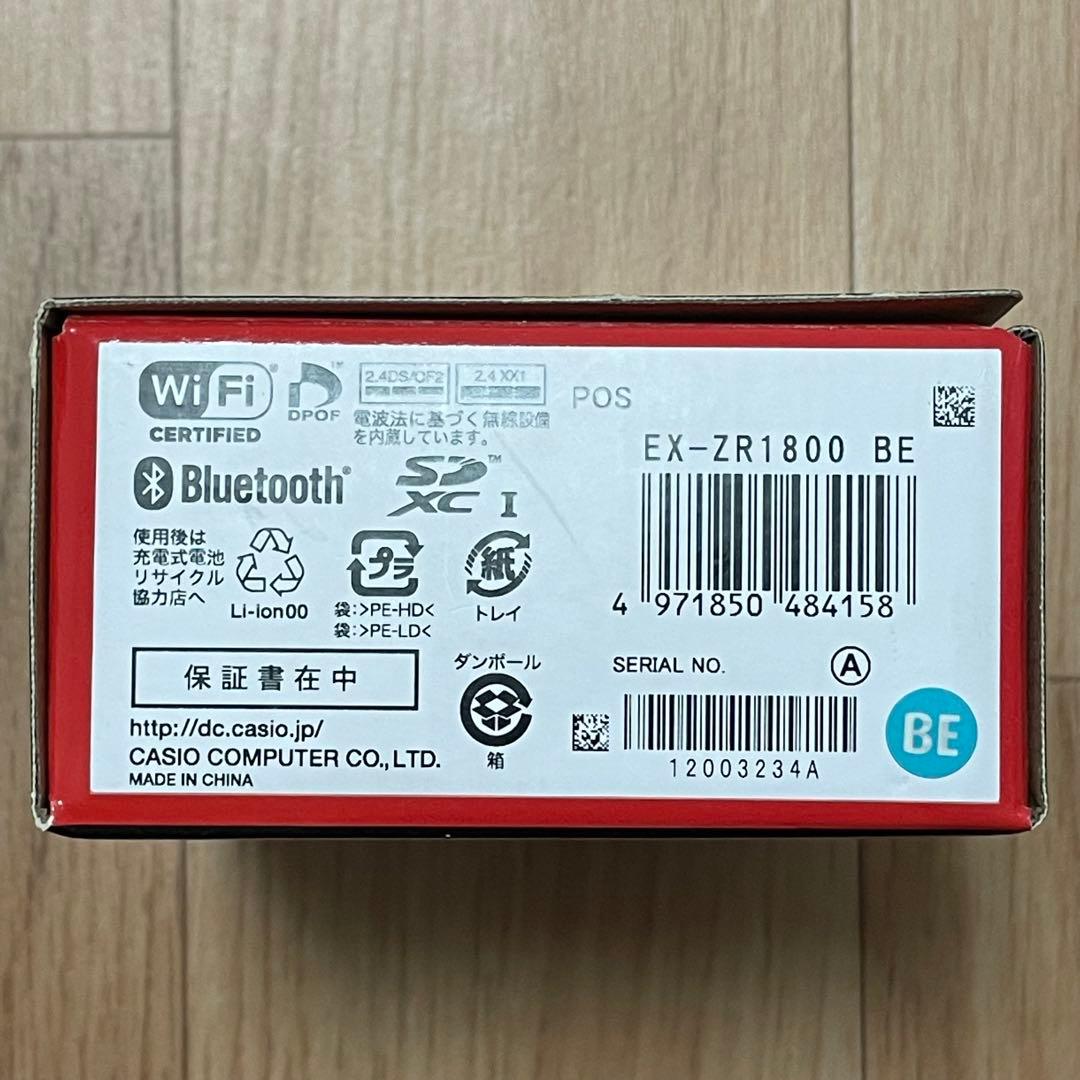 Wi Fi
CERTIFIED
DPOF
2.4DS/OF2
2.4 XX1
電波法に基づく無線設備
を内蔵しています。
POS
EX-ZR1800 BE
4 971850 484158
Bluetooth®
SD™
XC I
使用後は
充電式電池
リサイクル
協力店へ
Li-ion00
プラ
袋:>PE-HD<
袋:>PE-LD<
紙
トレイ
保証書在中
ダンボール
箱
http://dc.casio.jp/
CASIO COMPUTER CO.,LTD.
MADE IN CHINA
SERIAL NO.
A
12003234A
BE